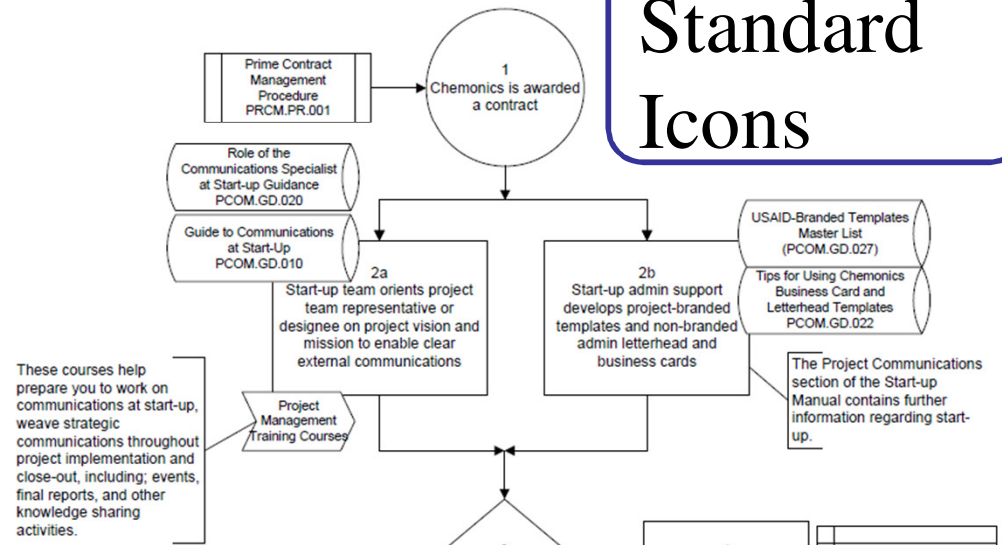 Standard
Icons
Prime Contract
Management
Procedure
PRCM.PR.001
1
Chemonics is awarded
a contract
Role of the
Communications Specialist
at Start-up Guidance
PCOM.GD.020
Guide to Communications
at Start-Up
PCOM.GD.010
2a
Start-up team orients project
team representative or
designee on project vision and
mission to enable clear
external communications
2b
Start-up admin support
develops project-branded
templates and non-branded
admin letterhead and
business cards
USAID-Branded Templates
Master List
(PCOM.GD.027)
Tips for Using Chemonics
Business Card and
Letterhead Templates
PCOM.GD.022
These courses help
prepare you to work on
communications at start-up,
weave strategic
communications throughout
project implementation and
close-out, including; events,
final reports, and other
knowledge sharing
activities.
Project
Management
Training Courses
The Project Communications
section of the Start-up
Manual contains further
information regarding start-
up.